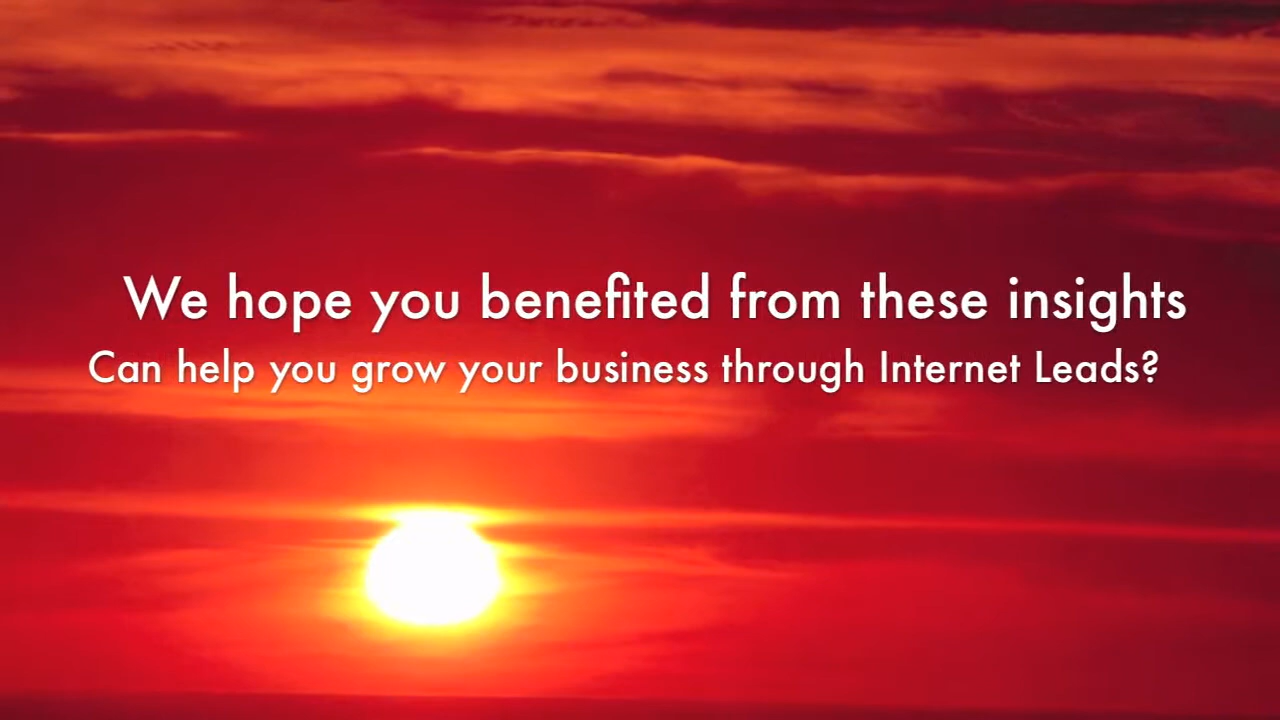 We hope you benefited from these insights
Can help you grow your business through Internet Leads?